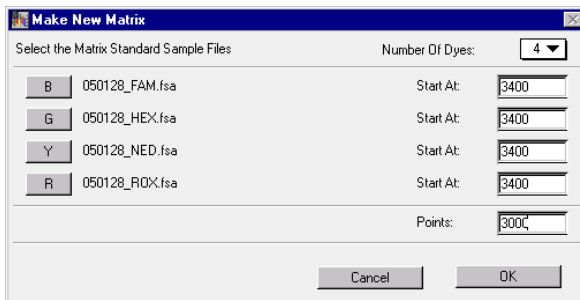 Make New Matrix
Select the Matrix Standard Sample Files Number Of Dyes: 4
B 050128_FAM.fsa Start At: 3400
G 050128_HEX.fsa Start At: 3400
Y 050128_NED.fsa Start At: 3400
R 050128_ROX.fsa Start At: 3400
Points: 3000
Cancel OK